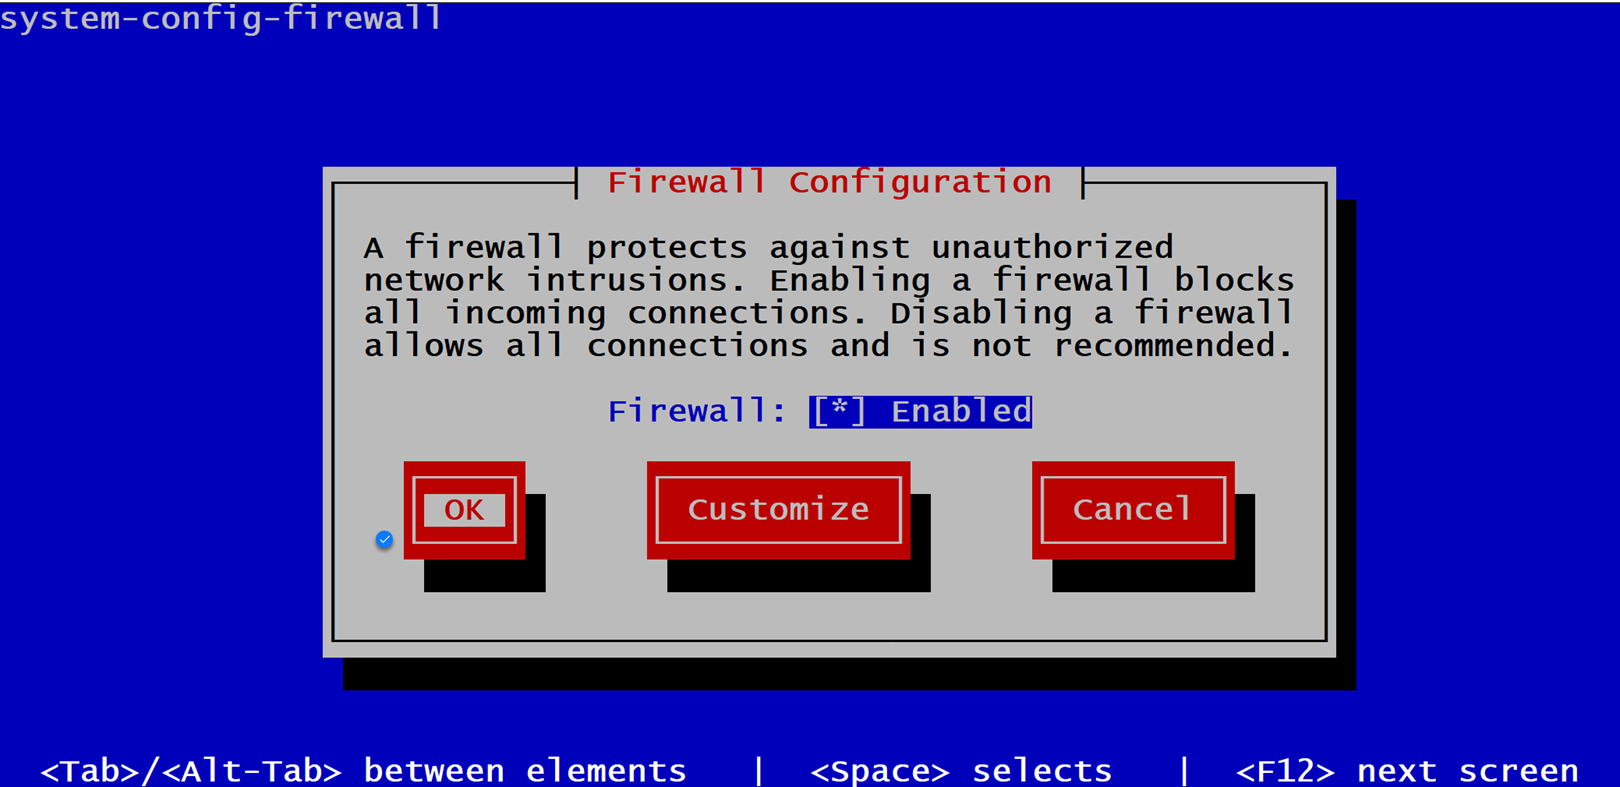 system-config-firewall
Firewall Configuration
A firewall protects against unauthorized
network intrusions. Enabling a firewall blocks
all incoming connections. Disabling a firewall
allows all connections and is not recommended.
Firewall: [*] Enabled
OK Customize Cancel
<Tab>/<Alt-Tab> between elements | <Space> selects | <F12> next screen